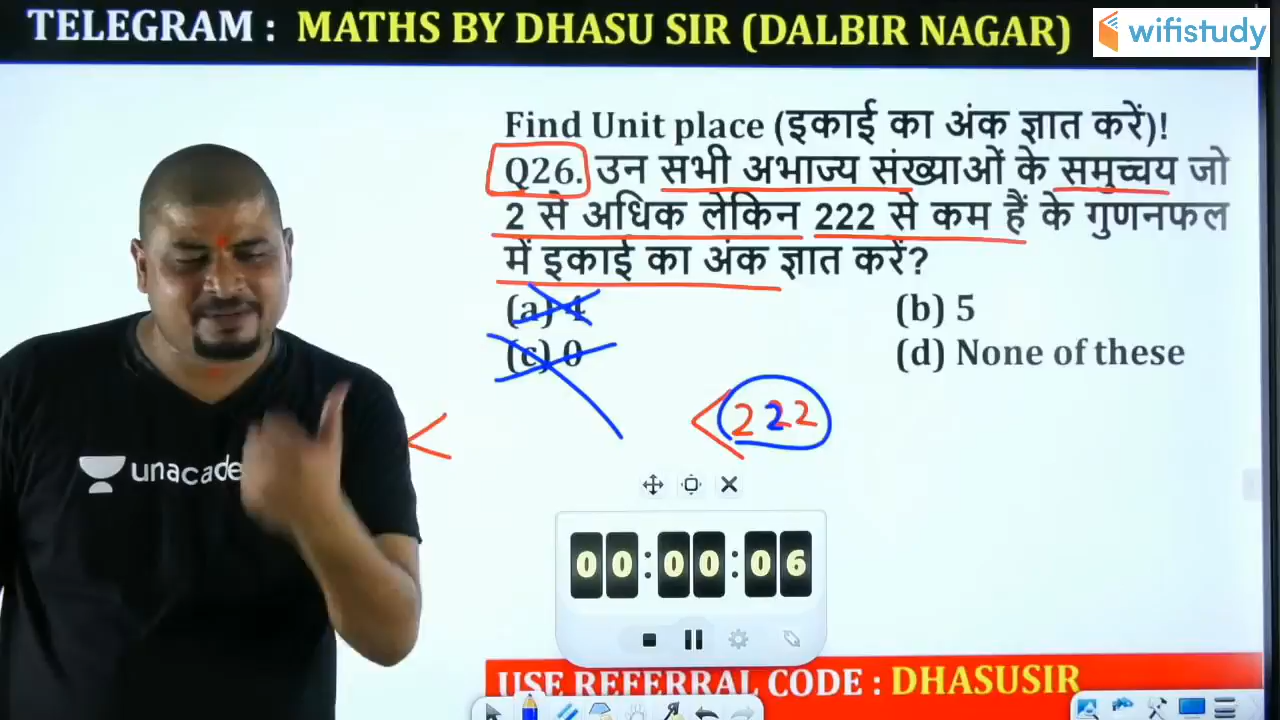 TELEGRAM : MATHS BY DHASU SIR (DALBIR NAGAR)
wifistudy
Find Unit place (इकाई का अंक ज्ञात करें)!
Q26. उन सभी अभाज्य संख्याओं के समुच्चय जो
2 से अधिक लेकिन 222 से कम हैं के गुणनफल
में इकाई का अंक ज्ञात करें?
(a) 4
(b) 5
(c) 0
(d) None of these
< 222
<
unacade
00:00:06
USE REFERRAL CODE : DHASUSIR